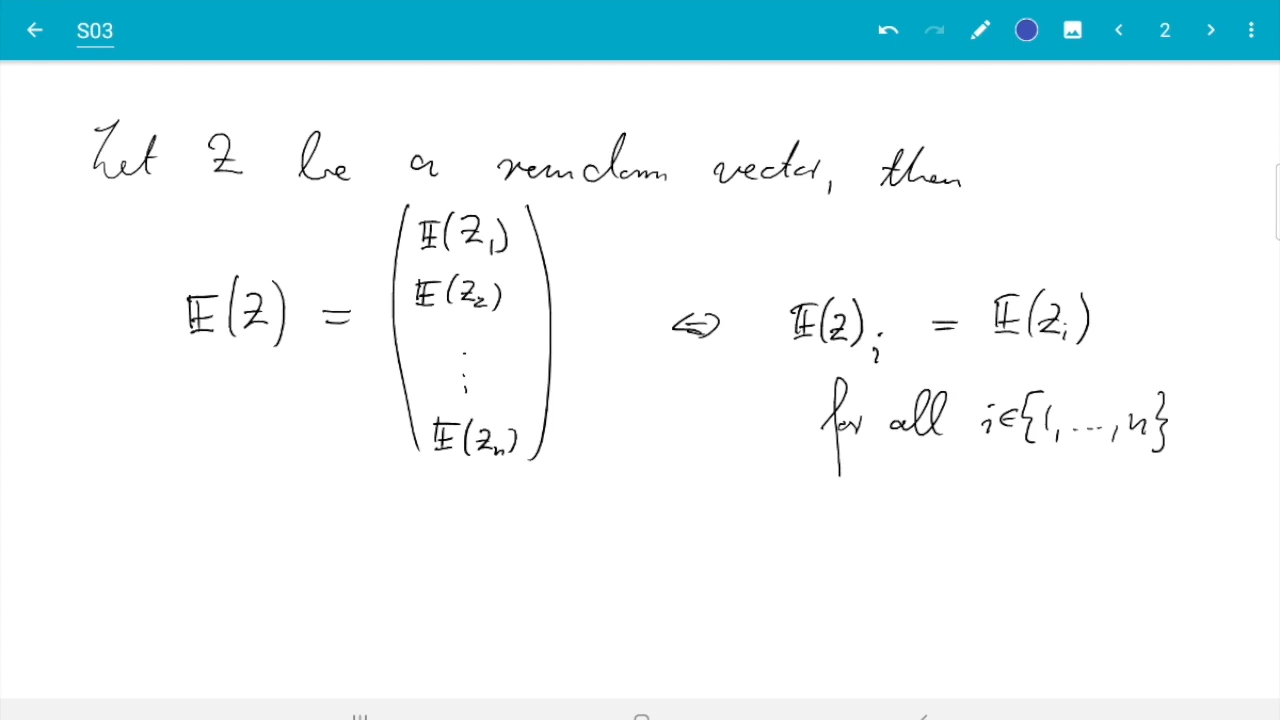 S03
2
Let Z be a random vector, then
𝔼(Z) = ( 𝔼(Z₁)
𝔼(Z₂)
⋮
𝔼(Zₙ) )
⇔ 𝔼(Z)ᵢ = 𝔼(Zᵢ)
for all i∈{1,...,n}